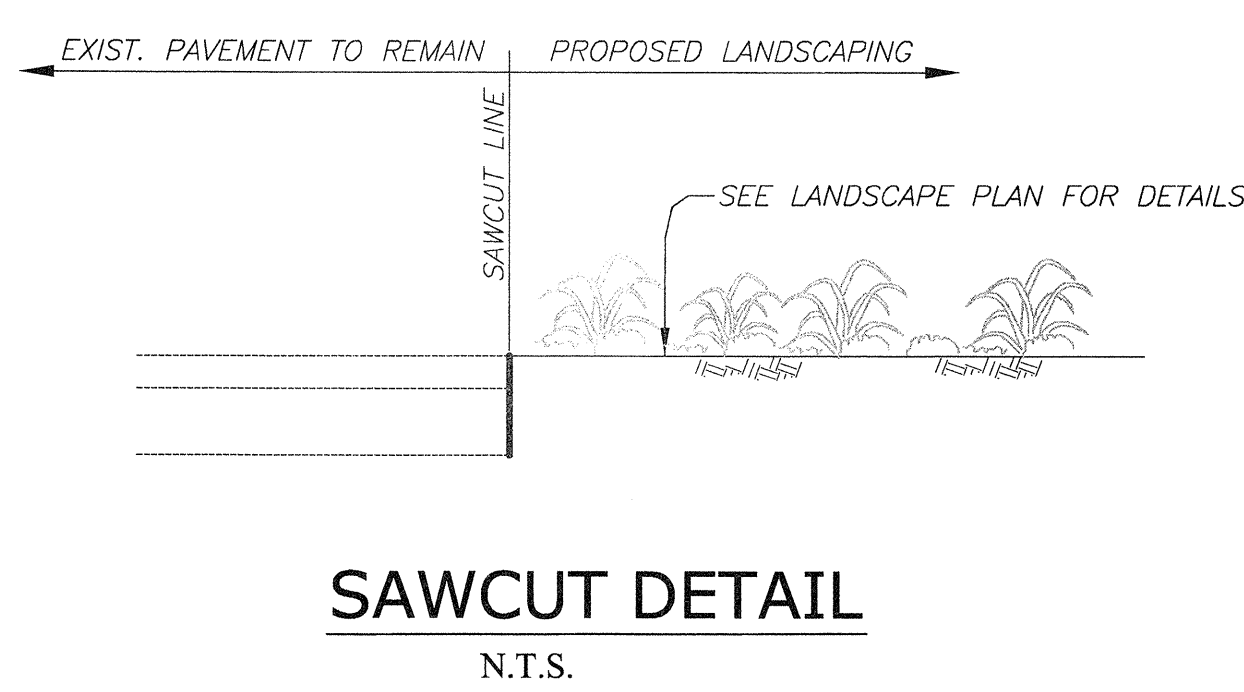 EXIST. PAVEMENT TO REMAIN
PROPOSED LANDSCAPING
SAWCUT LINE
SEE LANDSCAPE PLAN FOR DETAILS
SAWCUT DETAIL
N.T.S.